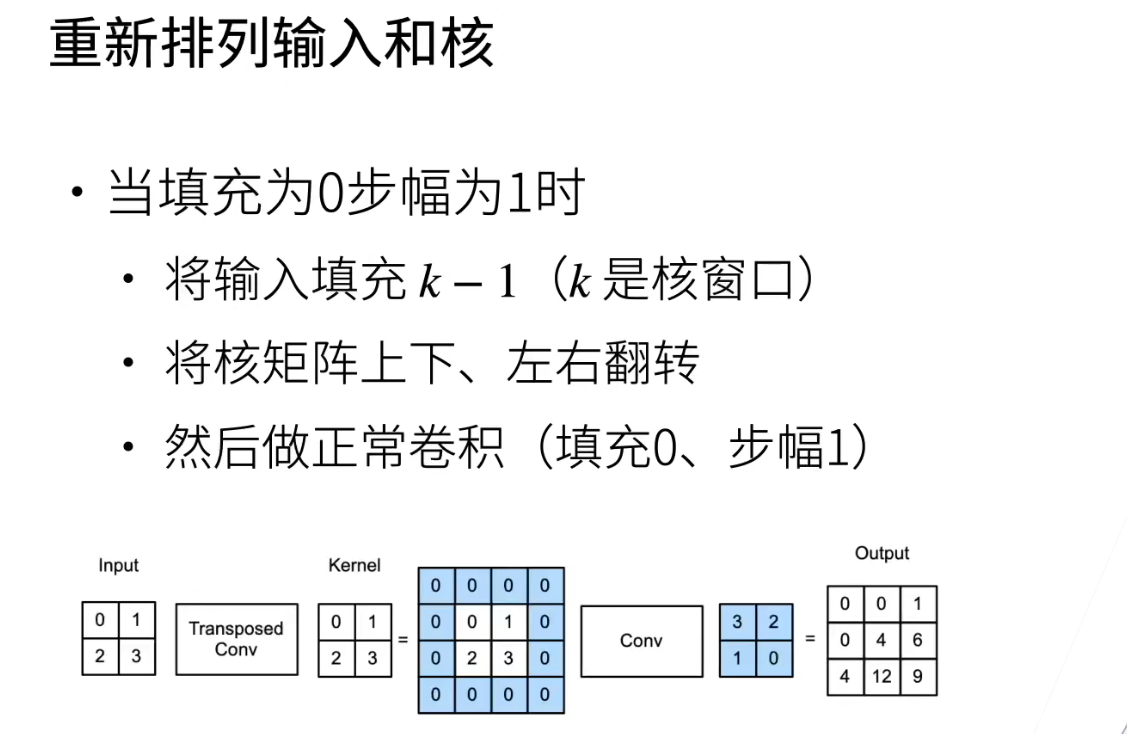 重新排列输入和核
• 当填充为0步幅为1时
• 将输入填充 k – 1（k 是核窗口）
• 将核矩阵上下、左右翻转
• 然后做正常卷积（填充0、步幅1）
Input
0 1
2 3
Transposed
Conv
Kernel
0 1
2 3
=
0 0 0 0
0 0 1 0
0 2 3 0
0 0 0 0
Conv
3 2
1 0
=
Output
0 0 1
0 4 6
4 12 9